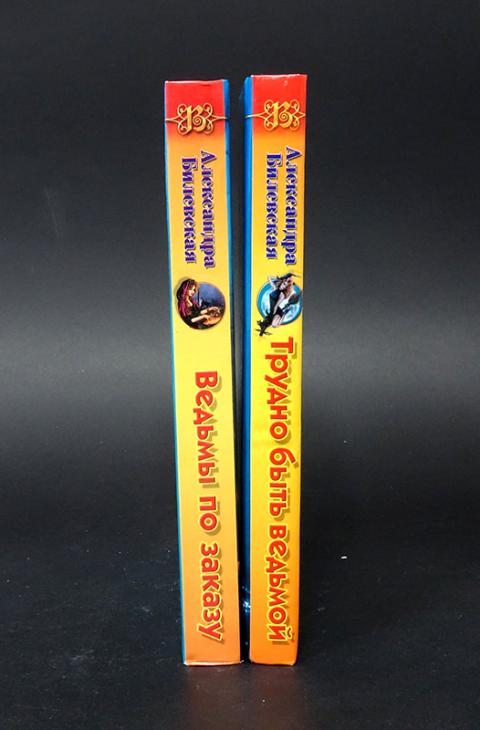 Александра
Билевская
Ведьмы по заказу
Александра
Билевская
Трудно быть ведьмой